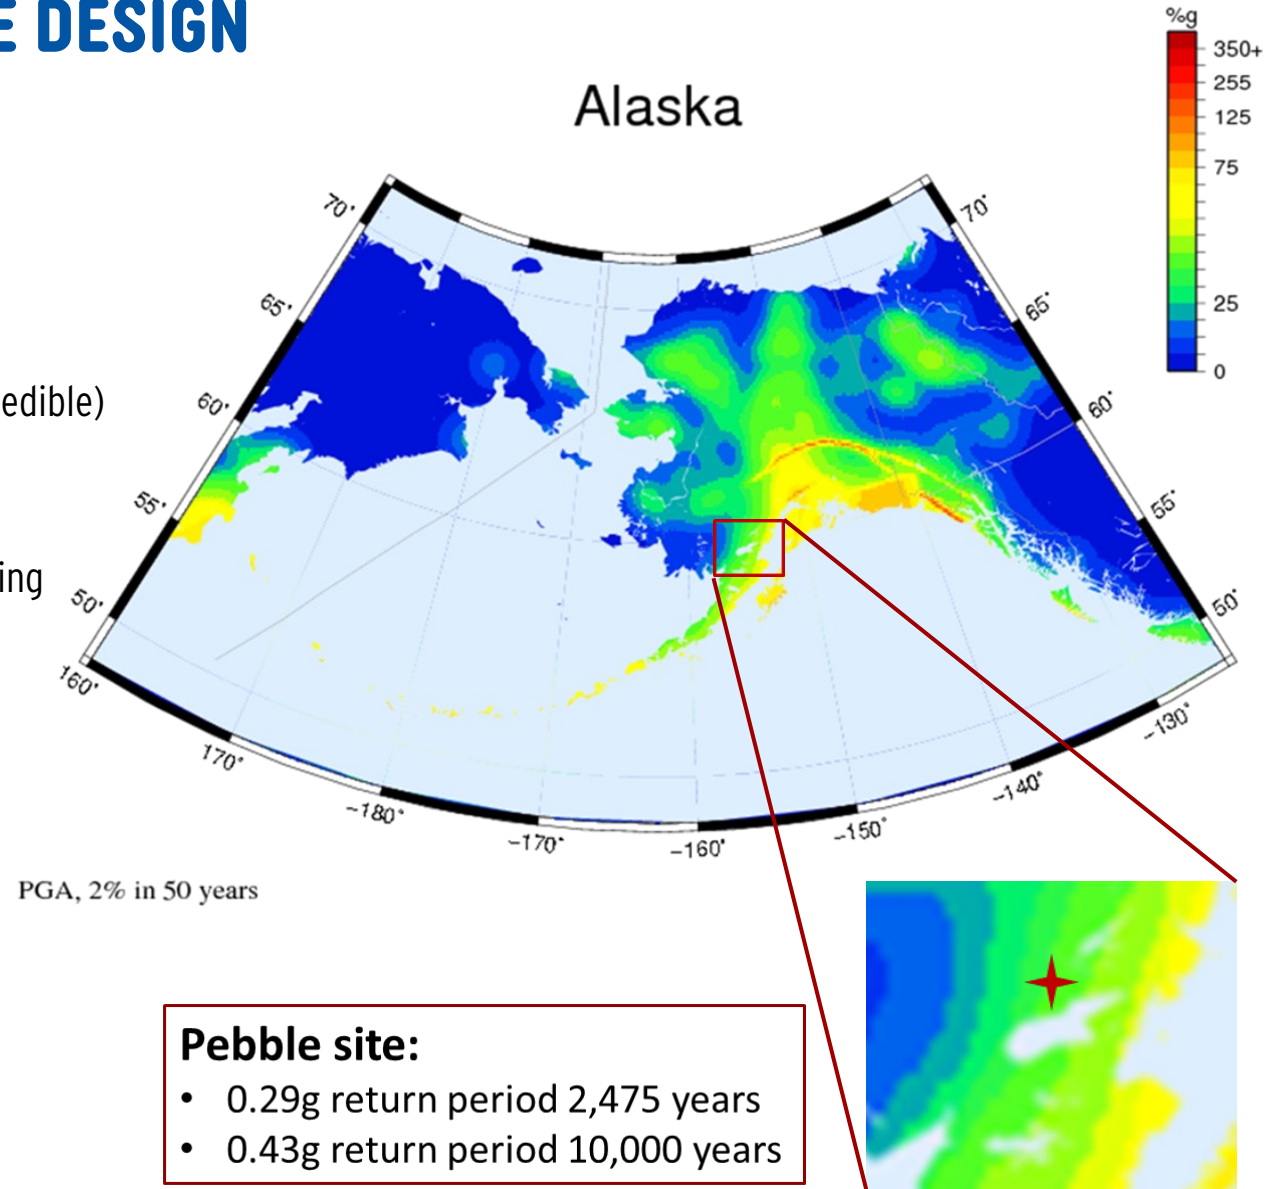 E DESIGN
%g
Alaska
350+
255
125
75
25
0
70°
65°
60°
55°
50°
70°
65°
60°
55°
50°
160°
170°
−180°
−170°
−160°
−150°
−140°
−130°
edible)
ing
PGA, 2% in 50 years
Pebble site:
• 0.29g return period 2,475 years
• 0.43g return period 10,000 years